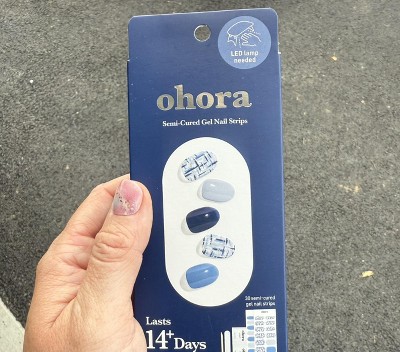 LED lamp
needed
ohora
Semi-Cured Gel Nail Strips
30 semi-cured
gel nail strips
Lasts
14+ Days